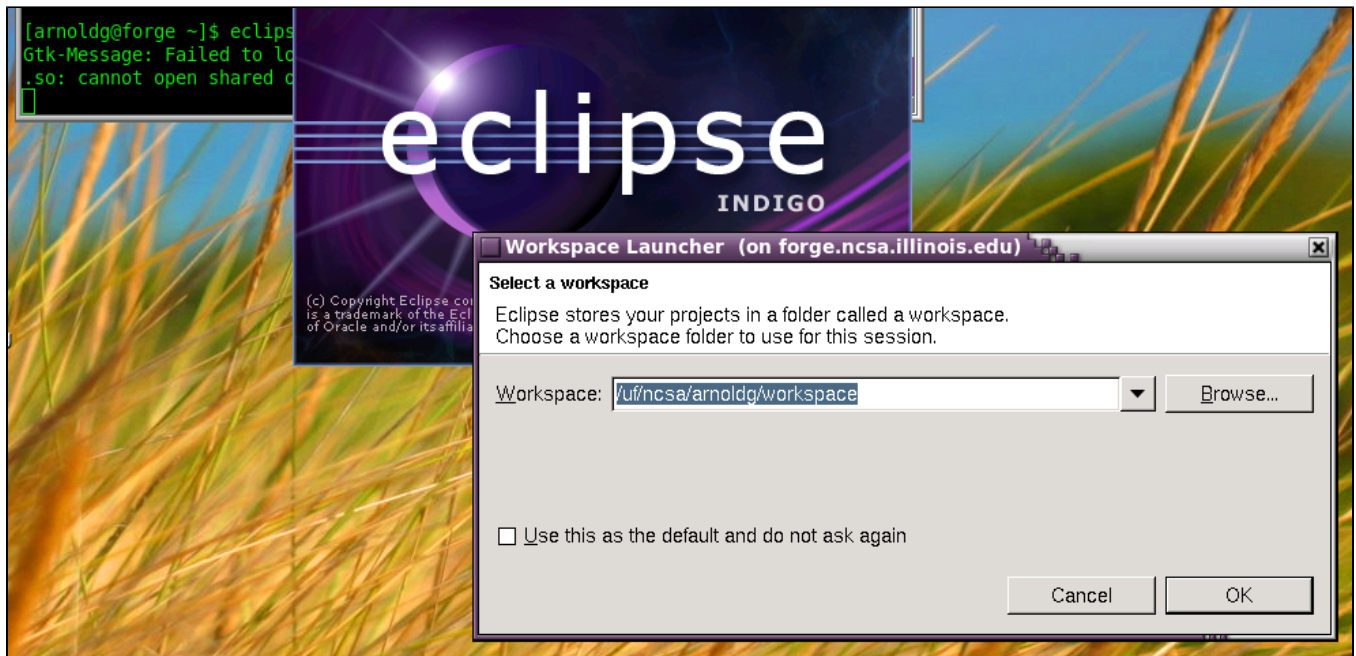 [arnoldg@forge ~]$ eclips
Gtk-Message: Failed to lo
.so: cannot open shared o
eclipse
INDIGO
(c) Copyright Eclipse co
is a trademark of the Ecl
of Oracle and/or itsaffilia
Workspace Launcher (on forge.ncsa.illinois.edu)
Select a workspace
Eclipse stores your projects in a folder called a workspace.
Choose a workspace folder to use for this session.
Workspace: /uf/ncsa/arnoldg/workspace Browse...
Use this as the default and do not ask again
Cancel OK